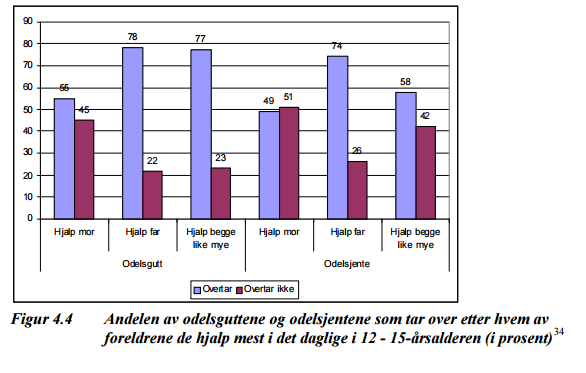 90
80
70
60
50
40
30
20
10
0
55
45
78
22
77
23
49
51
74
26
58
42
Hjalp mor
Hjalp far
Hjalp begge
like mye
Hjalp mor
Hjalp far
Hjalp begge
like mye
Odelsgutt
Odelsjente
Overtar
Overtar ikke
Figur 4.4 Andelen av odelsguttene og odelsjentene som tar over etter hvem av
foreldrene de hjalp mest i det daglige i 12 - 15-årsalderen (i prosent)34